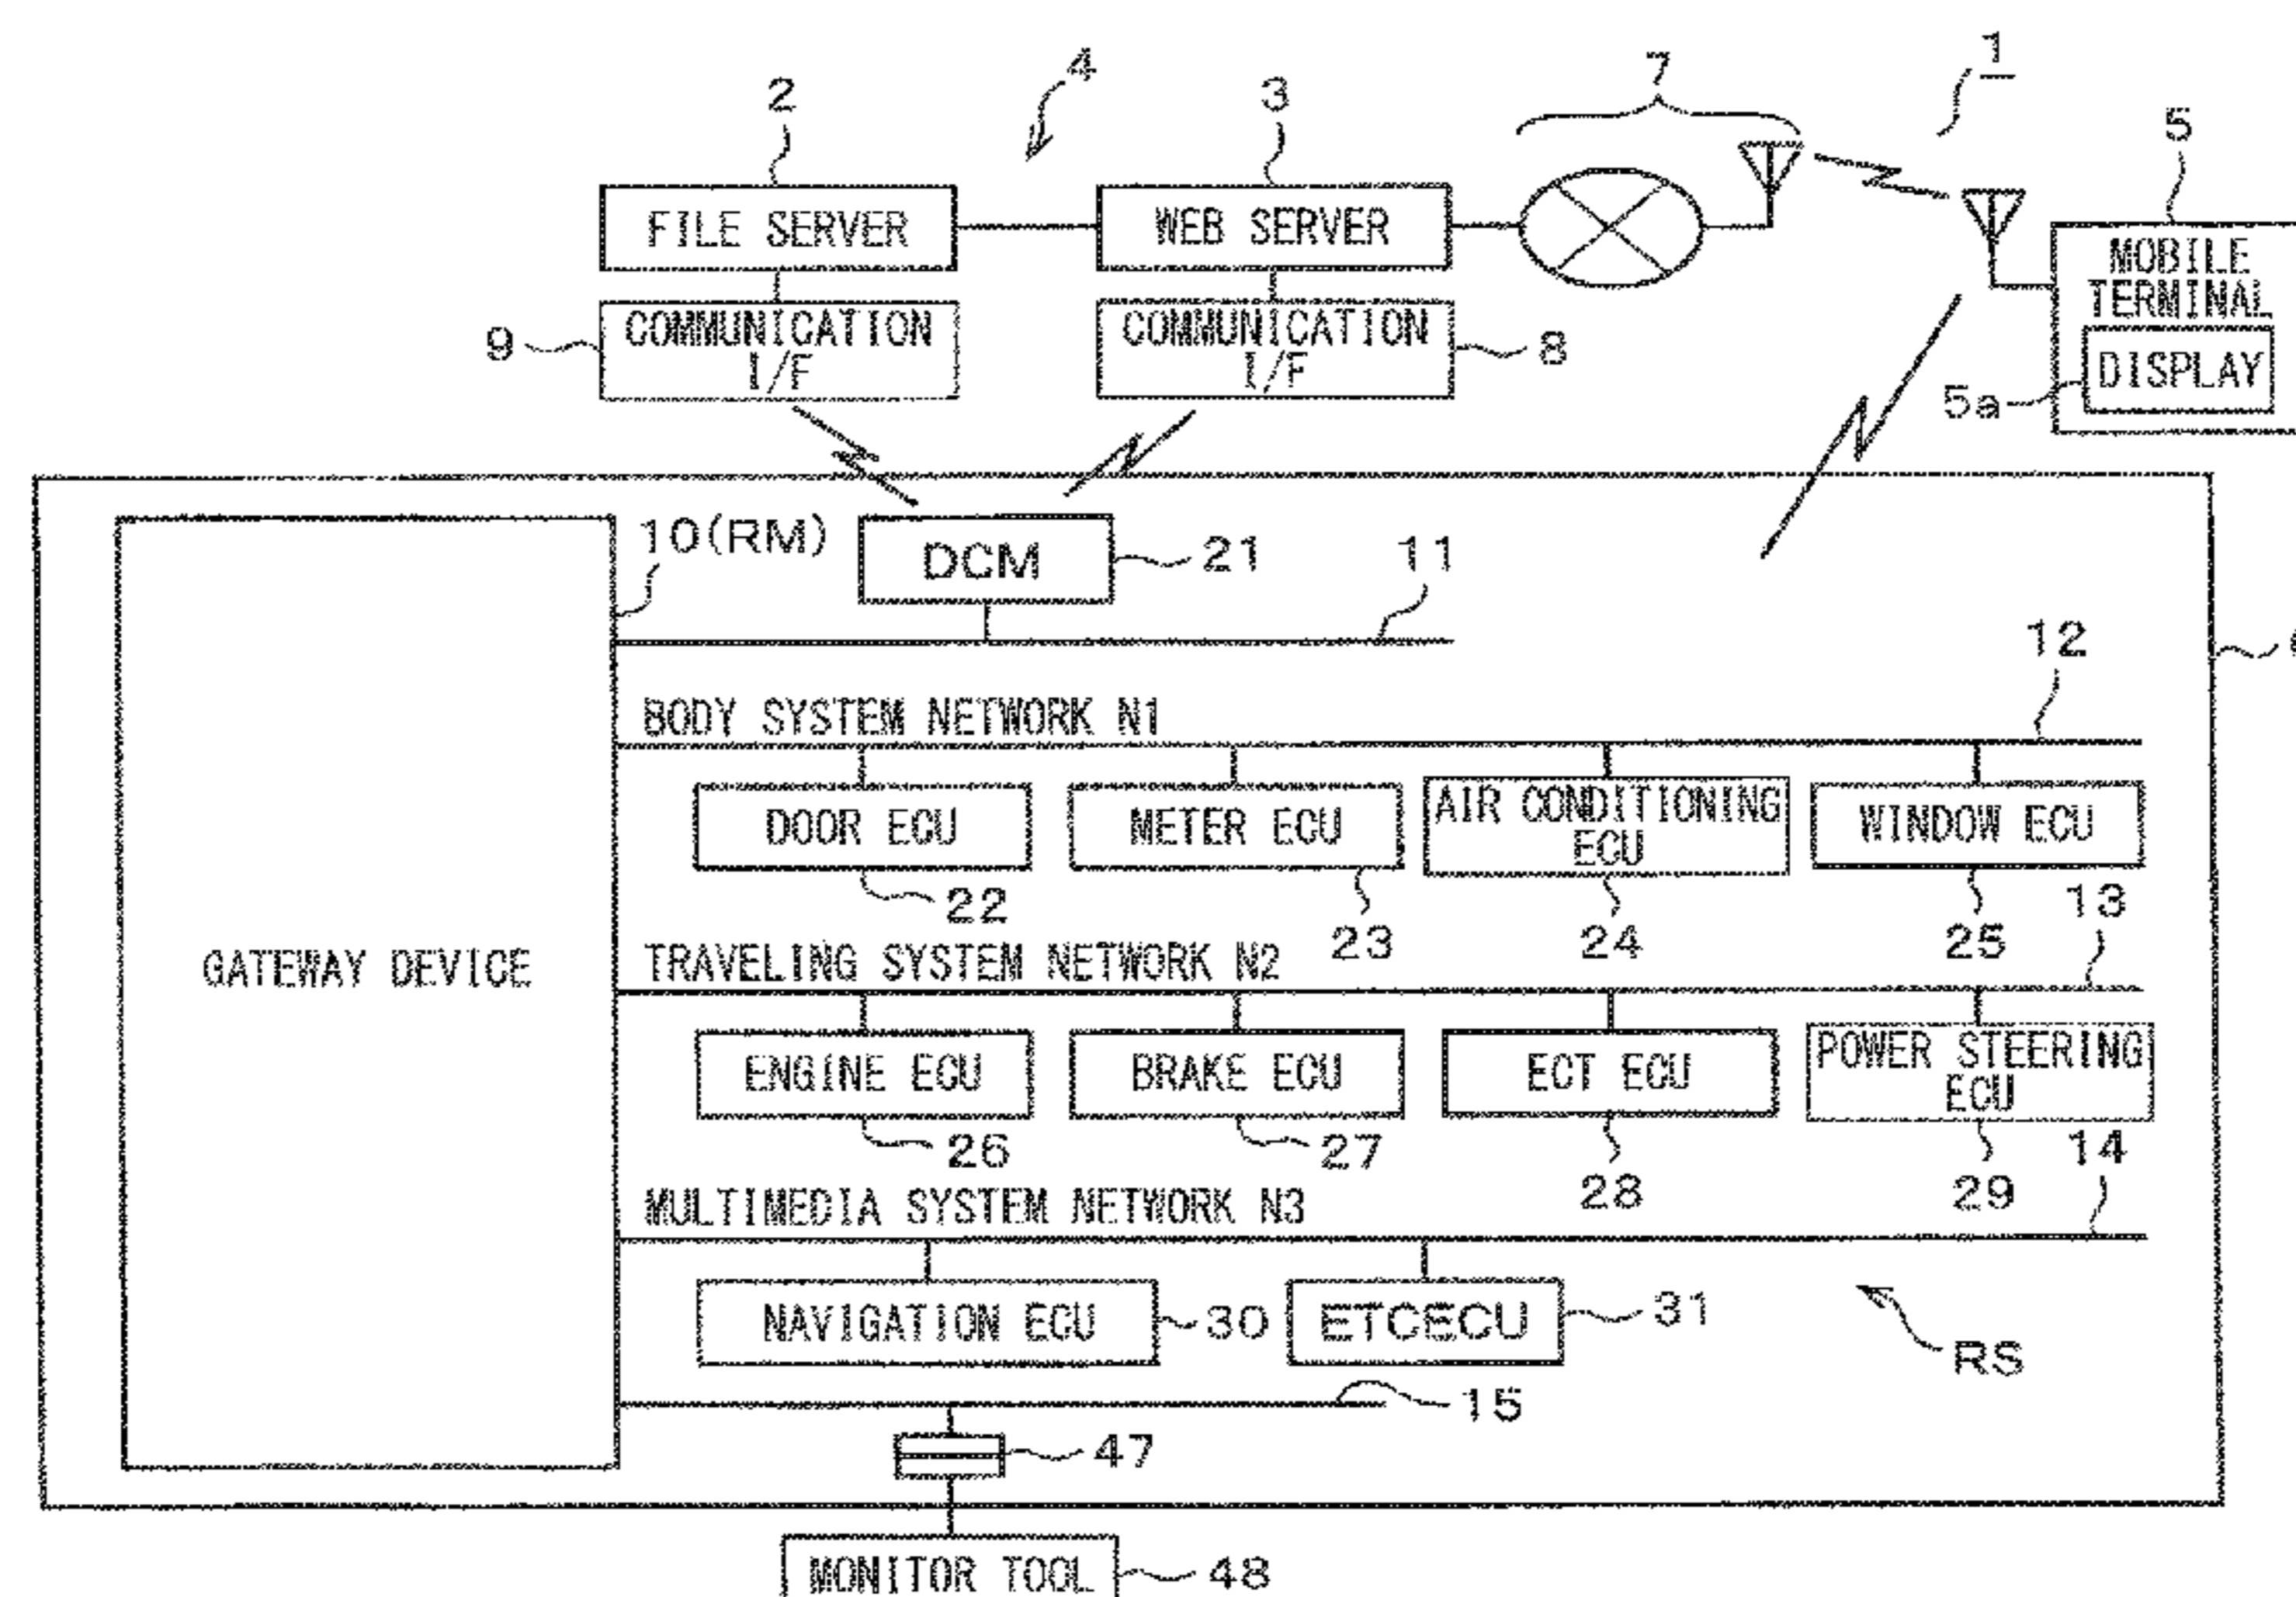 1
7
4
2
3
5
FILE SERVER
WEB SERVER
MOBILE
TERMINAL
DISPLAY
5a
COMMUNICATION
I/F
9
COMMUNICATION
I/F
8
10(RM)
DCM
21
11
12
BODY SYSTEM NETWORK N1
DOOR ECU
METER ECU
AIR CONDITIONING
ECU
WINDOW ECU
22
23
24
25
13
GATEWAY DEVICE
TRAVELING SYSTEM NETWORK N2
ENGINE ECU
BRAKE ECU
ECT ECU
POWER STEERING
ECU
26
27
28
29
14
MULTIMEDIA SYSTEM NETWORK N3
NAVIGATION ECU
30
ETCECU
31
RS
15
47
MONITOR TOOL
48